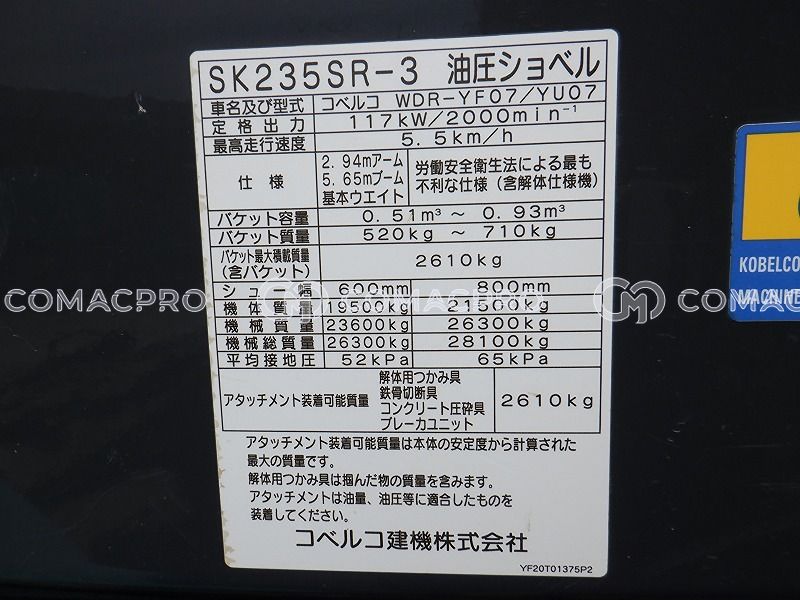 SK235SR-3 油圧ショベル
車名及び型式 コベルコ WDR-YF07/YU07
定格出力 117kW/2000min⁻¹
最高走行速度 5.5km/h
仕様 2.94mアーム 5.65mブーム 基本ウエイト 労働安全衛生法による最も不利な仕様(含解体仕様機)
バケット容量 0.51m³ ~ 0.93m³
バケット質量 520kg ~ 710kg
バケット最大積載質量(含バケット) 2610kg
シュー幅 600mm 800mm
機体質量 19500kg 21500kg
機械質量 23600kg 26300kg
機械総質量 26300kg 28100kg
平均接地圧 52kPa 65kPa
アタッチメント装着可能質量 解体用つかみ具 鉄骨切断具 コンクリート圧砕具 ブレーカユニット 2610kg
アタッチメント装着可能質量は本体の安定度から計算された
最大の質量です。
解体用つかみ具は掴んだ物の質量を含みます。
アタッチメントは油量、油圧等に適合したものを
装着してください。
コベルコ建機株式会社
YF20T01375P2
KOBELCO
MACHINE
COMACPRO
COMACPRO
COMACPRO